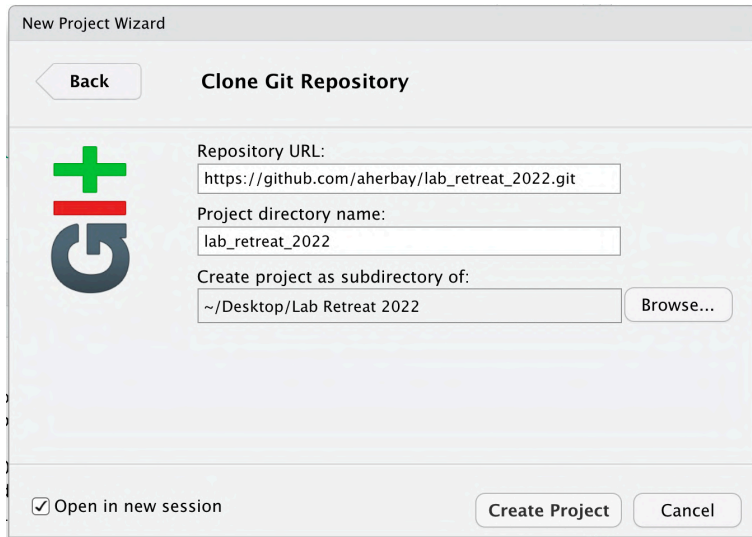 New Project Wizard
Back
Clone Git Repository
GIT
Repository URL:
https://github.com/aherbay/lab_retreat_2022.git
Project directory name:
lab_retreat_2022
Create project as subdirectory of:
~/Desktop/Lab Retreat 2022
Browse...
Open in new session
Create Project
Cancel